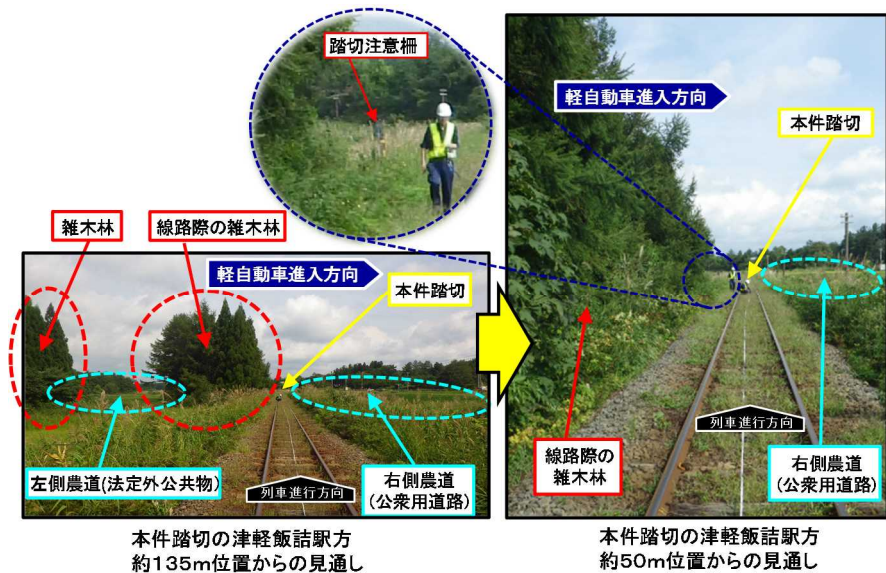 踏切注意柵
軽自動車進入方向
本件踏切
雑木林
線路際の雑木林
軽自動車進入方向
本件踏切
左側農道(法定外公共物)
列車進行方向
右側農道
(公衆用道路)
線路際の
雑木林
列車進行方向
右側農道
(公衆用道路)
本件踏切の津軽飯詰駅方
約135m位置からの見通し
本件踏切の津軽飯詰駅方
約50m位置からの見通し